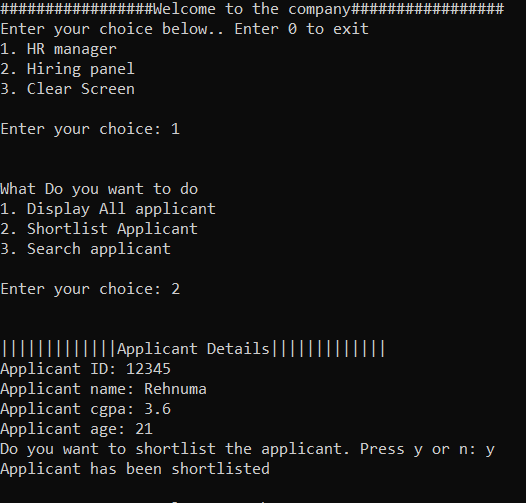 #################Welcome to the company#################
Enter your choice below.. Enter 0 to exit
1. HR manager
2. Hiring panel
3. Clear Screen
Enter your choice: 1
What Do you want to do
1. Display All applicant
2. Shortlist Applicant
3. Search applicant
Enter your choice: 2
|||||||||||||Applicant Details|||||||||||||
Applicant ID: 12345
Applicant name: Rehnuma
Applicant cgpa: 3.6
Applicant age: 21
Do you want to shortlist the applicant. Press y or n: y
Applicant has been shortlisted